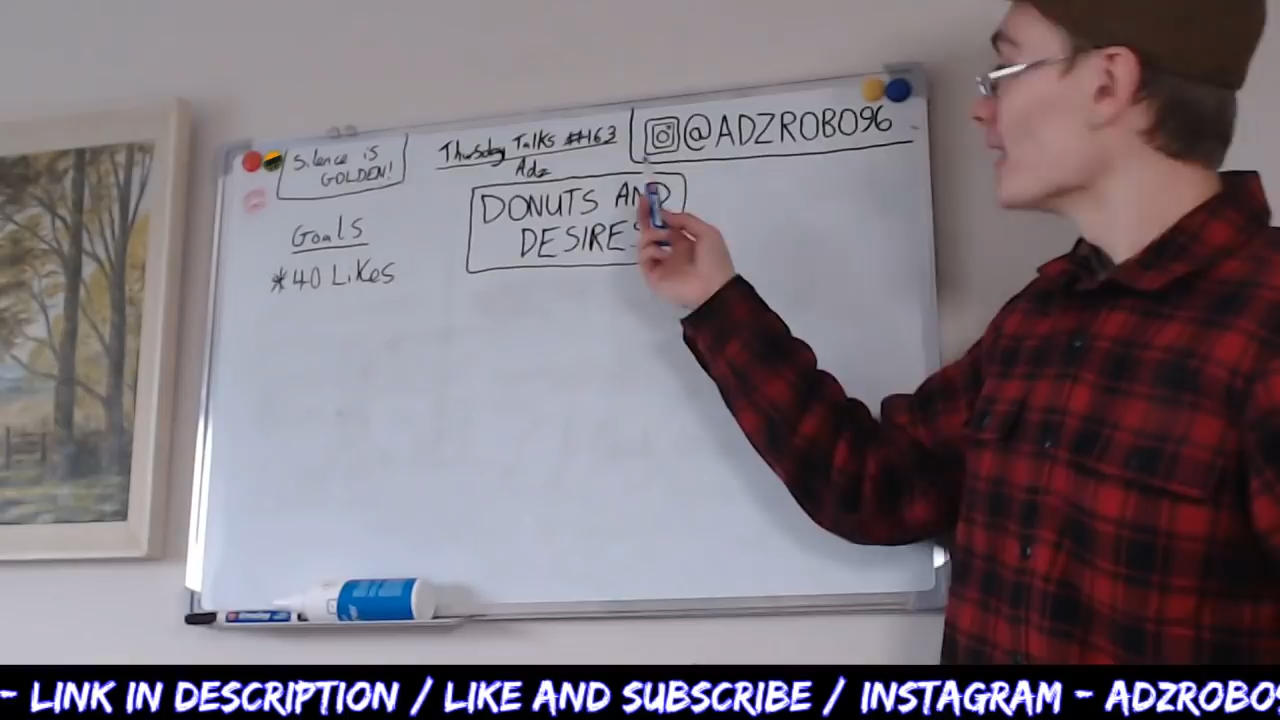 Silence is
GOLDEN!
Thursday Talks #163
Adz
@ADZROBO96
DONUTS AND
DESIRES
Goals
*40 Likes
- LINK IN DESCRIPTION / LIKE AND SUBSCRIBE / INSTAGRAM - ADZROBO9